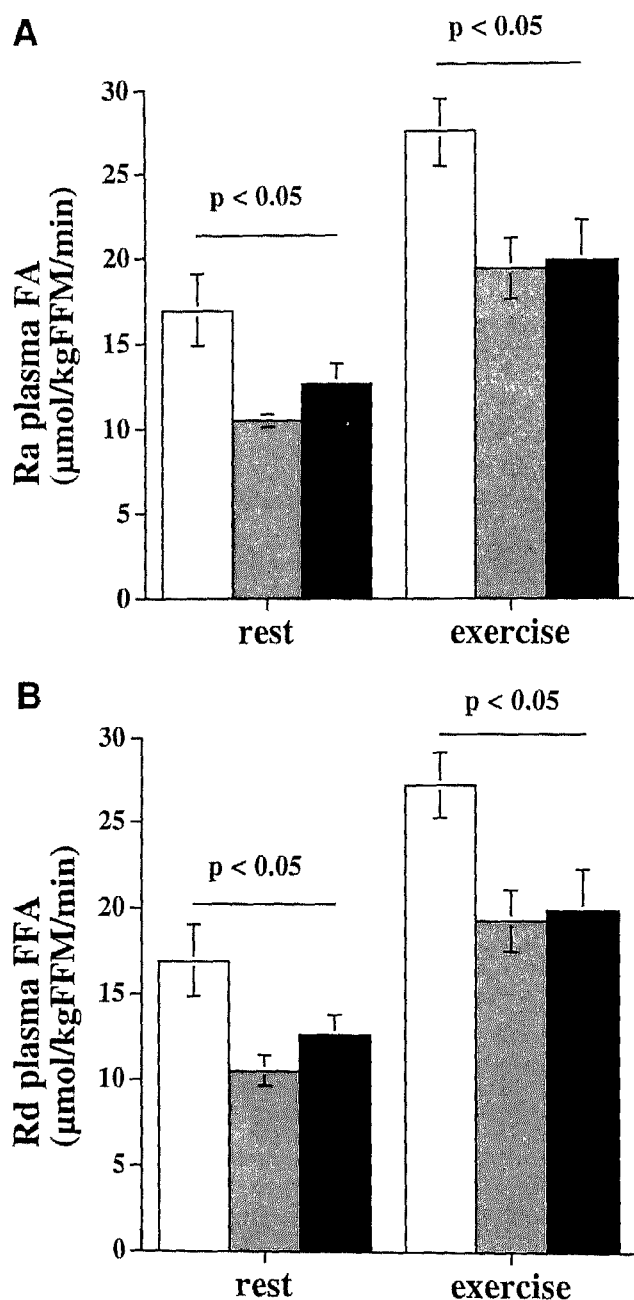 A
p < 0.05
p < 0.05
30
25
20
15
10
5
0
Ra plasma FA
(µmol/kgFFM/min)
rest
exercise
B
p < 0.05
p < 0.05
30
25
20
15
10
5
0
Rd plasma FFA
(µmol/kgFFM/min)
rest
exercise